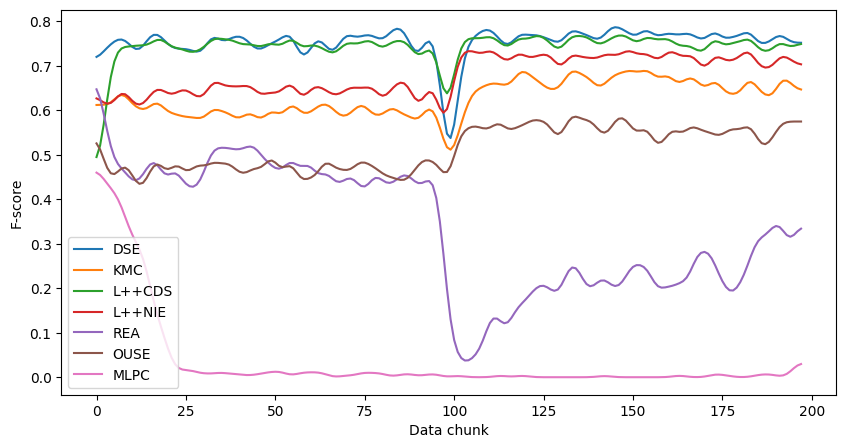 0.8
0.7
0.6
0.5
0.4
0.3
0.2
0.1
0.0
F-score
DSE
KMC
L++CDS
L++NIE
REA
OUSE
MLPC
0 25 50 75 100 125 150 175 200
Data chunk